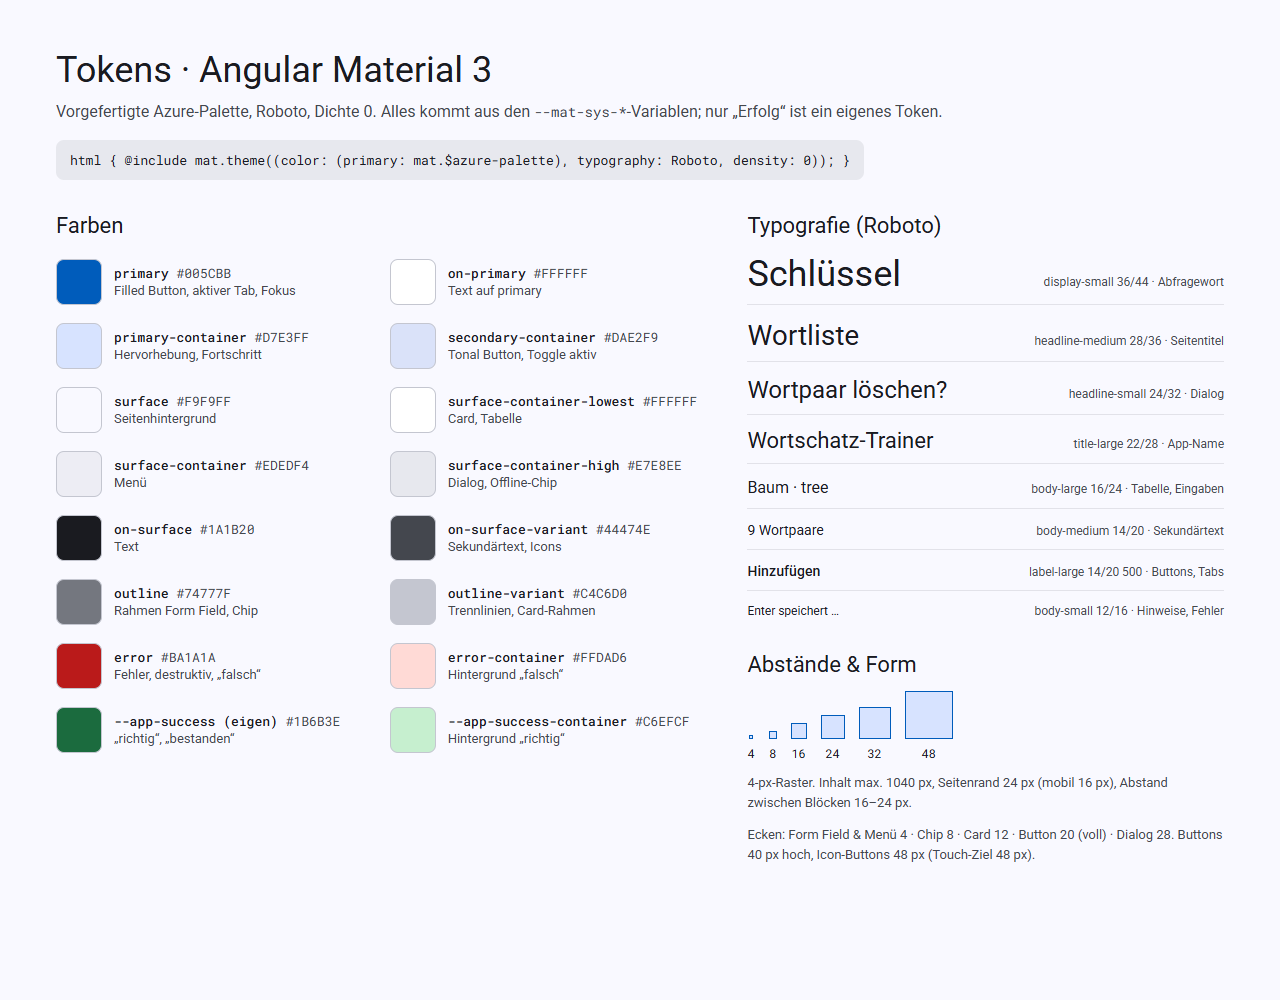 Tokens · Angular Material 3
Vorgefertigte Azure-Palette, Roboto, Dichte 0. Alles kommt aus den --mat-sys-*-Variablen; nur „Erfolg“ ist ein eigenes Token.
html { @include mat.theme((color: (primary: mat.$azure-palette), typography: Roboto, density: 0)); }
Farben
primary #005CBB
Filled Button, aktiver Tab, Fokus
on-primary #FFFFFF
Text auf primary
primary-container #D7E3FF
Hervorhebung, Fortschritt
secondary-container #DAE2F9
Tonal Button, Toggle aktiv
surface #F9F9FF
Seitenhintergrund
surface-container-lowest #FFFFFF
Card, Tabelle
surface-container #EDEDF4
Menü
surface-container-high #E7E8EE
Dialog, Offline-Chip
on-surface #1A1B20
Text
on-surface-variant #44474E
Sekundärtext, Icons
outline #74777F
Rahmen Form Field, Chip
outline-variant #C4C6D0
Trennlinien, Card-Rahmen
error #BA1A1A
Fehler, destruktiv, „falsch“
error-container #FFDAD6
Hintergrund „falsch“
--app-success (eigen) #1B6B3E
„richtig“, „bestanden“
--app-success-container #C6EFCF
Hintergrund „richtig“
Typografie (Roboto)
Schlüssel display-small 36/44 · Abfragewort
Wortliste headline-medium 28/36 · Seitentitel
Wortpaar löschen? headline-small 24/32 · Dialog
Wortschatz-Trainer title-large 22/28 · App-Name
Baum · tree body-large 16/24 · Tabelle, Eingaben
9 Wortpaare body-medium 14/20 · Sekundärtext
Hinzufügen label-large 14/20 500 · Buttons, Tabs
Enter speichert … body-small 12/16 · Hinweise, Fehler
Abstände & Form
4 8 16 24 32 48
4-px-Raster. Inhalt max. 1040 px, Seitenrand 24 px (mobil 16 px), Abstand
zwischen Blöcken 16–24 px.
Ecken: Form Field & Menü 4 · Chip 8 · Card 12 · Button 20 (voll) · Dialog 28. Buttons
40 px hoch, Icon-Buttons 48 px (Touch-Ziel 48 px).